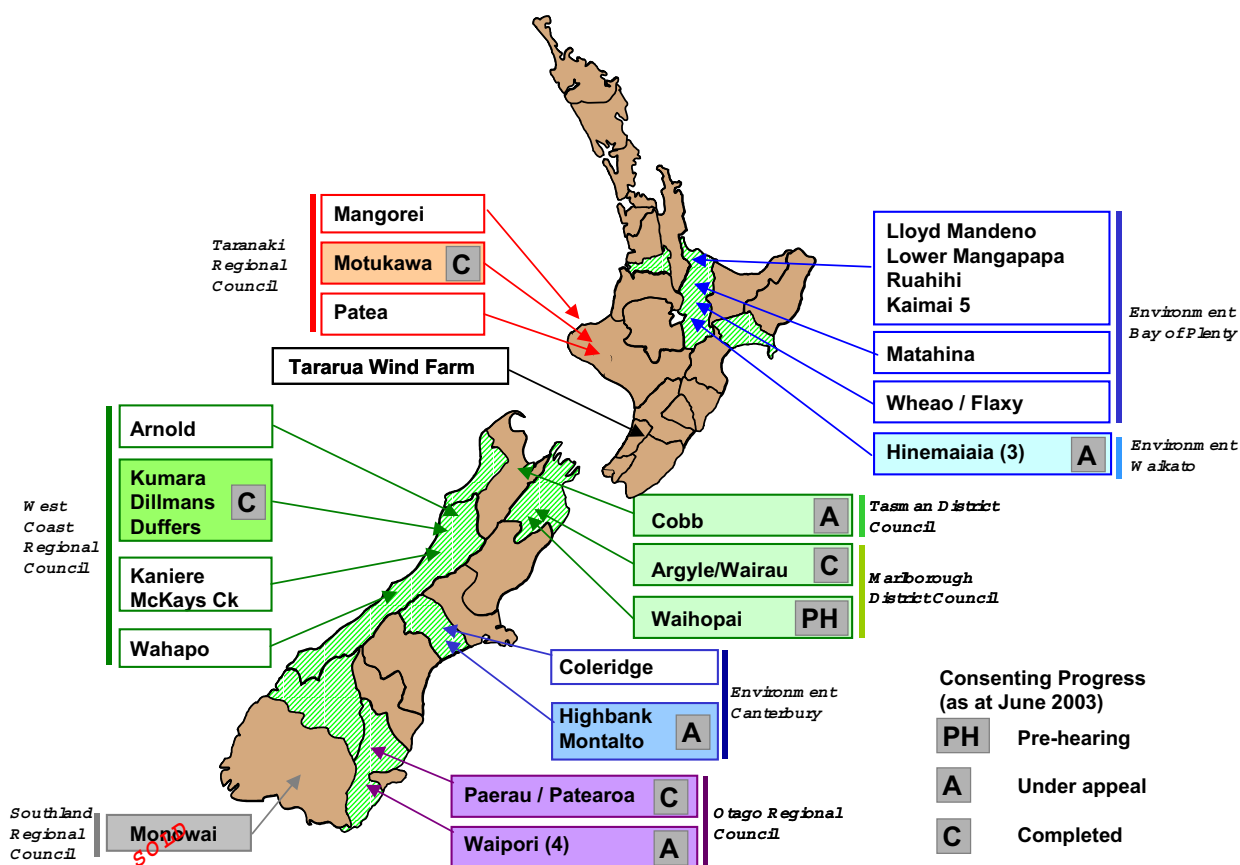 Mangorei
Taranaki
Regional
Council
Motukawa C
Patea
Tararua Wind Farm
Lloyd Mandeno
Lower Mangapapa
Ruahihi
Kaimai 5
Environment
Bay of Plenty
Matahina
Wheao / Flaxy
Hinemaiaia (3) A
Environment
Waikato
Arnold
Kumara
Dillmans
Duffers
C
West
Coast
Regional
Council
Kaniere
McKays Ck
Wahapo
Cobb A
Tasman District
Council
Argyle/Wairau C
Marlborough
District Council
Waihopai PH
Coleridge
Environment
Canterbury
Highbank
Montalto
A
Paerau / Patearoa C
Otago Regional
Council
Waipori (4) A
Southland
Regional
Council
Monowai
SOLD
Consenting Progress
(as at June 2003)
PH Pre-hearing
A Under appeal
C Completed